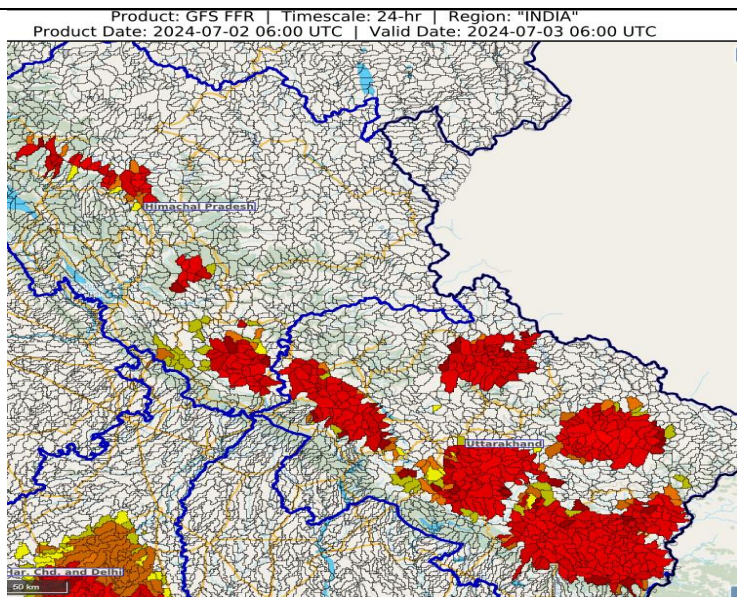 Product: GFS FFR | Timescale: 24-hr | Region: "INDIA"
Product Date: 2024-07-02 06:00 UTC | Valid Date: 2024-07-03 06:00 UTC
Himachal Pradesh
Uttarakhand
Har. Chd. and Delhi
50 km